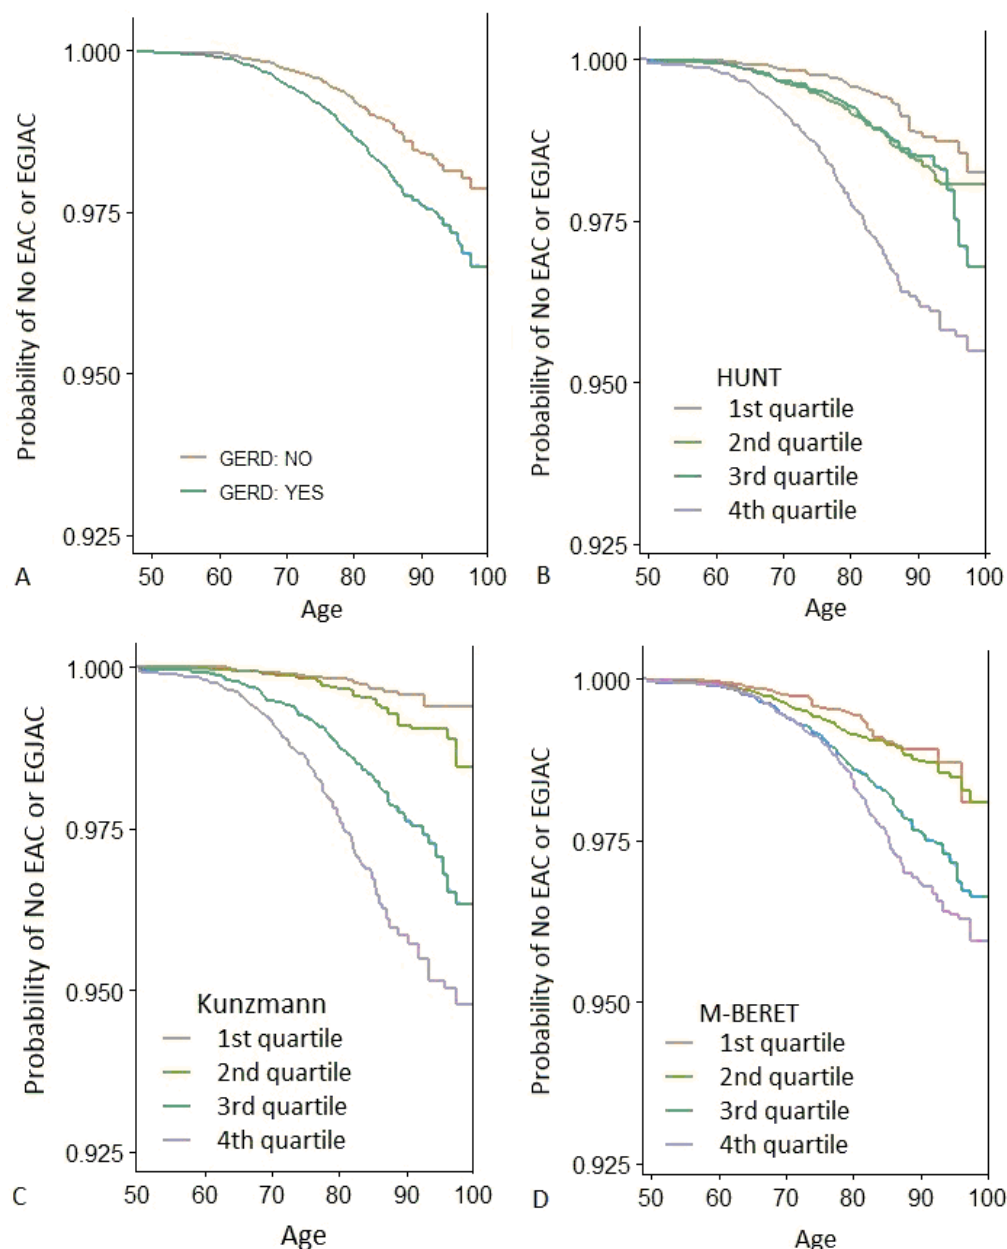 Probability of No EAC or EGJAC
1.000
0.975
0.950
0.925
GERD: NO
GERD: YES
50 60 70 80 90 100
Age
A
Probability of No EAC or EGJAC
1.000
0.975
0.950
0.925
HUNT
1st quartile
2nd quartile
3rd quartile
4th quartile
50 60 70 80 90 100
Age
B
Probability of No EAC or EGJAC
1.000
0.975
0.950
0.925
Kunzmann
1st quartile
2nd quartile
3rd quartile
4th quartile
50 60 70 80 90 100
Age
C
Probability of No EAC or EGJAC
1.000
0.975
0.950
0.925
M-BERET
1st quartile
2nd quartile
3rd quartile
4th quartile
50 60 70 80 90 100
Age
D